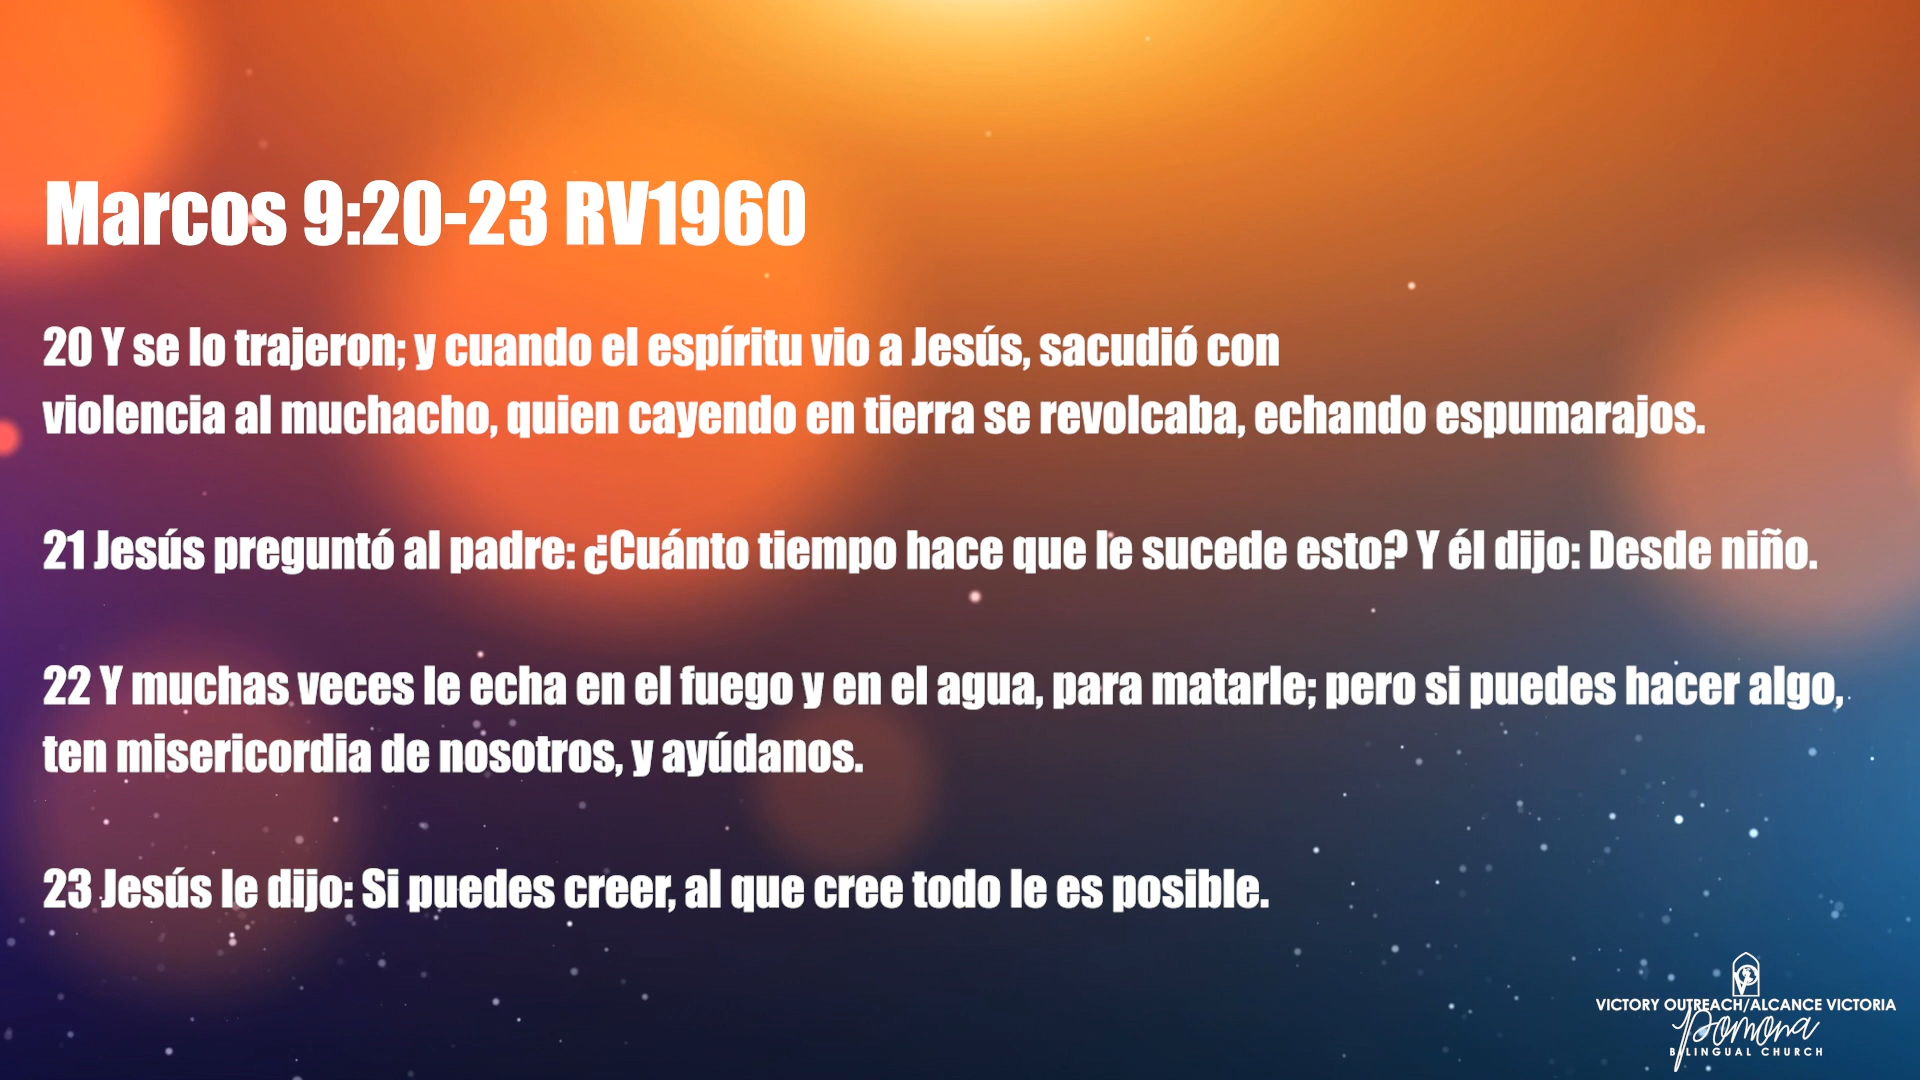 Marcos 9:20-23 RV1960
20 Y se lo trajeron; y cuando el espíritu vio a Jesús, sacudió con
violencia al muchacho, quien cayendo en tierra se revolcaba, echando espumarajos.
21 Jesús preguntó al padre: ¿Cuánto tiempo hace que le sucede esto? Y él dijo: Desde niño.
22 Y muchas veces le echa en el fuego y en el agua, para matarle; pero si puedes hacer algo,
ten misericordia de nosotros, y ayúdanos.
23 Jesús le dijo: Si puedes creer, al que cree todo le es posible.
VICTORY OUTREACH/ALCANCE VICTORIA
Pomona
BILINGUAL CHURCH